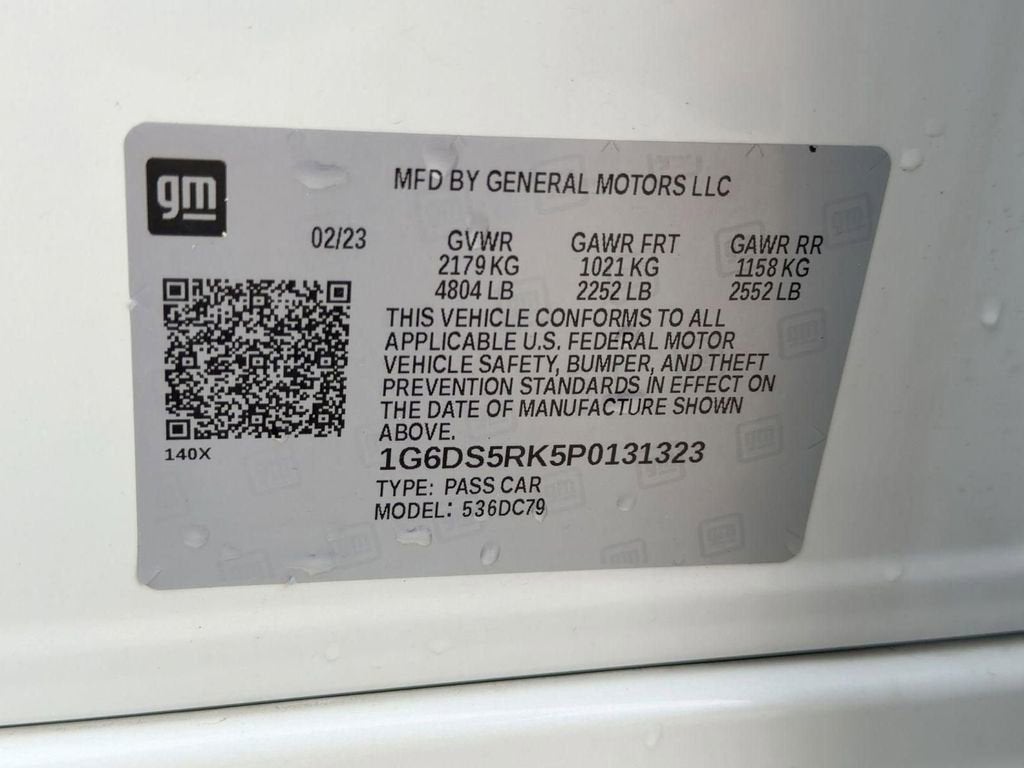 gm
MFD BY GENERAL MOTORS LLC
02/23 GVWR GAWR FRT GAWR RR
2179 KG 1021 KG 1158 KG
4804 LB 2252 LB 2552 LB
THIS VEHICLE CONFORMS TO ALL
APPLICABLE U.S. FEDERAL MOTOR
VEHICLE SAFETY, BUMPER, AND THEFT
PREVENTION STANDARDS IN EFFECT ON
THE DATE OF MANUFACTURE SHOWN
ABOVE.
140X
1G6DS5RK5P0131323
TYPE: PASS CAR
MODEL: 536DC79